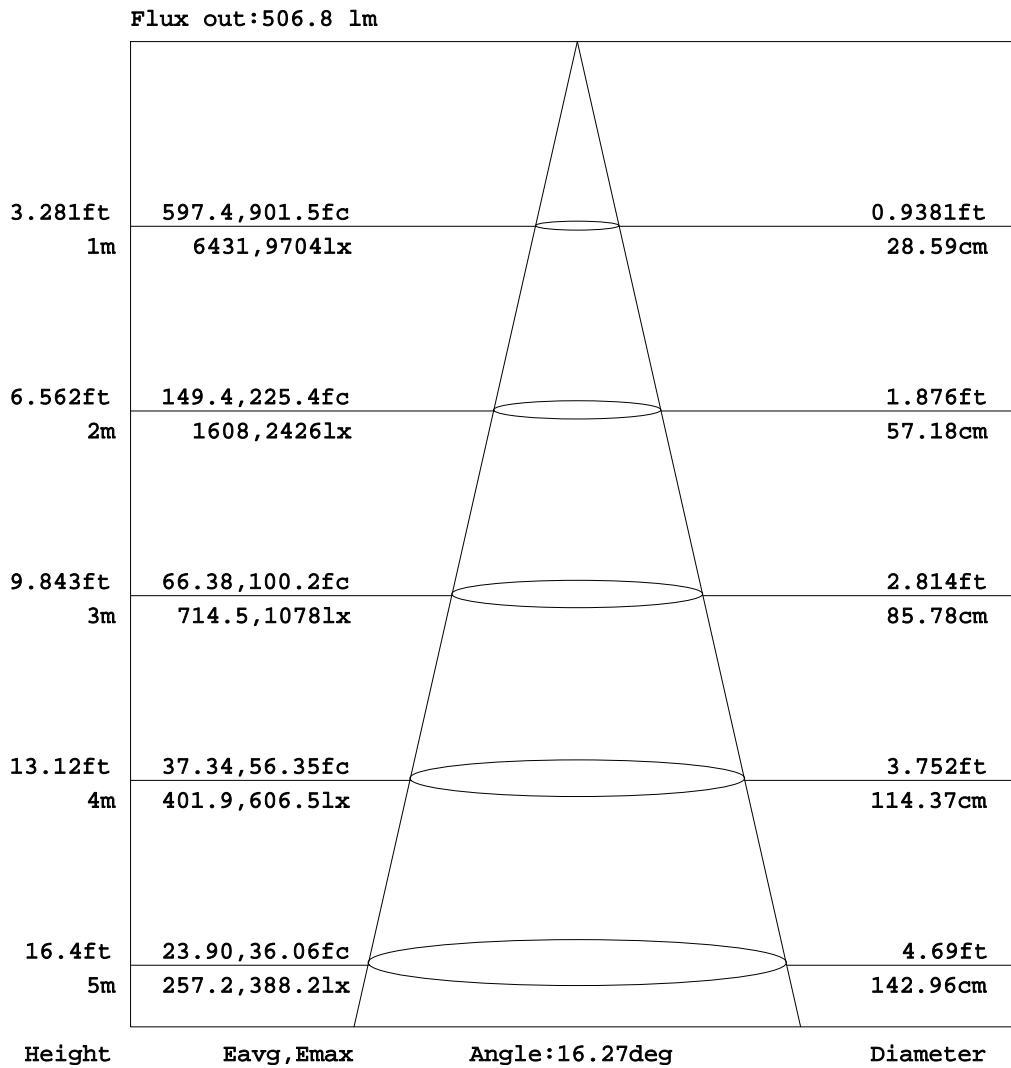 Flux out:506.8 lm
3.281ft 597.4,901.5fc 0.9381ft
1m 6431,9704lx 28.59cm
6.562ft 149.4,225.4fc 1.876ft
2m 1608,2426lx 57.18cm
9.843ft 66.38,100.2fc 2.814ft
3m 714.5,1078lx 85.78cm
13.12ft 37.34,56.35fc 3.752ft
4m 401.9,606.5lx 114.37cm
16.4ft 23.90,36.06fc 4.69ft
5m 257.2,388.2lx 142.96cm
Height Eavg,Emax Angle:16.27deg Diameter